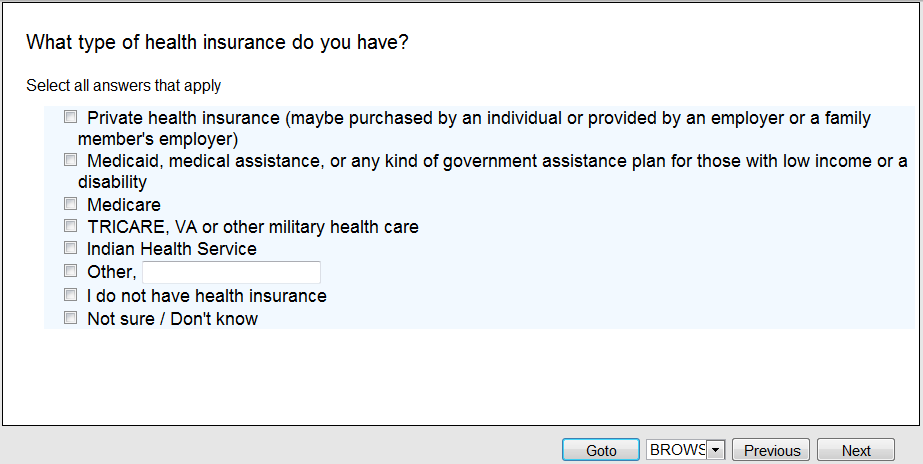 What type of health insurance do you have?
Select all answers that apply
Private health insurance (maybe purchased by an individual or provided by an employer or a family
member's employer)
Medicaid, medical assistance, or any kind of government assistance plan for those with low income or a
disability
Medicare
TRICARE, VA or other military health care
Indian Health Service
Other,
I do not have health insurance
Not sure / Don't know
Goto BROWS Previous Next